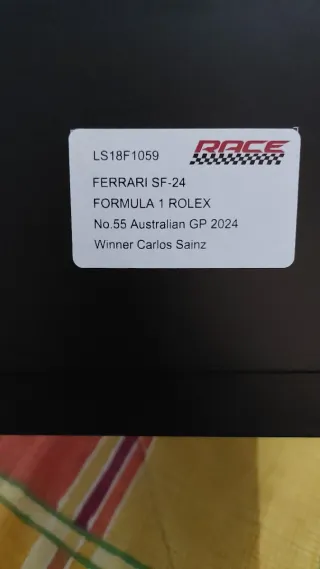 LS18F1059 RACE
FERRARI SF-24
FORMULA 1 ROLEX
No.55 Australian GP 2024
Winner Carlos Sainz